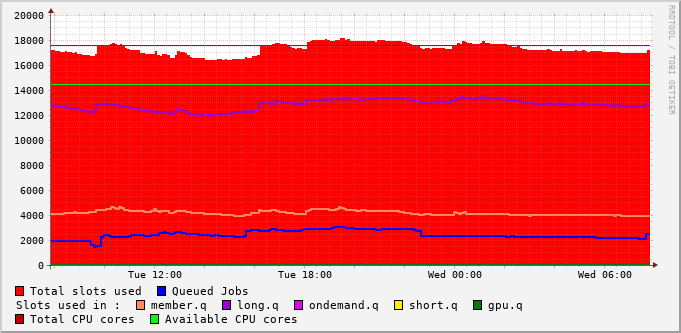 RRDTOOL / TOBI OETIKER
20000
18000
16000
14000
12000
10000
8000
6000
4000
2000
0
Tue 12:00 Tue 18:00 Wed 00:00 Wed 06:00
Total slots used Queued Jobs
Slots used in : member.q long.q ondemand.q short.q gpu.q
Total CPU cores Available CPU cores